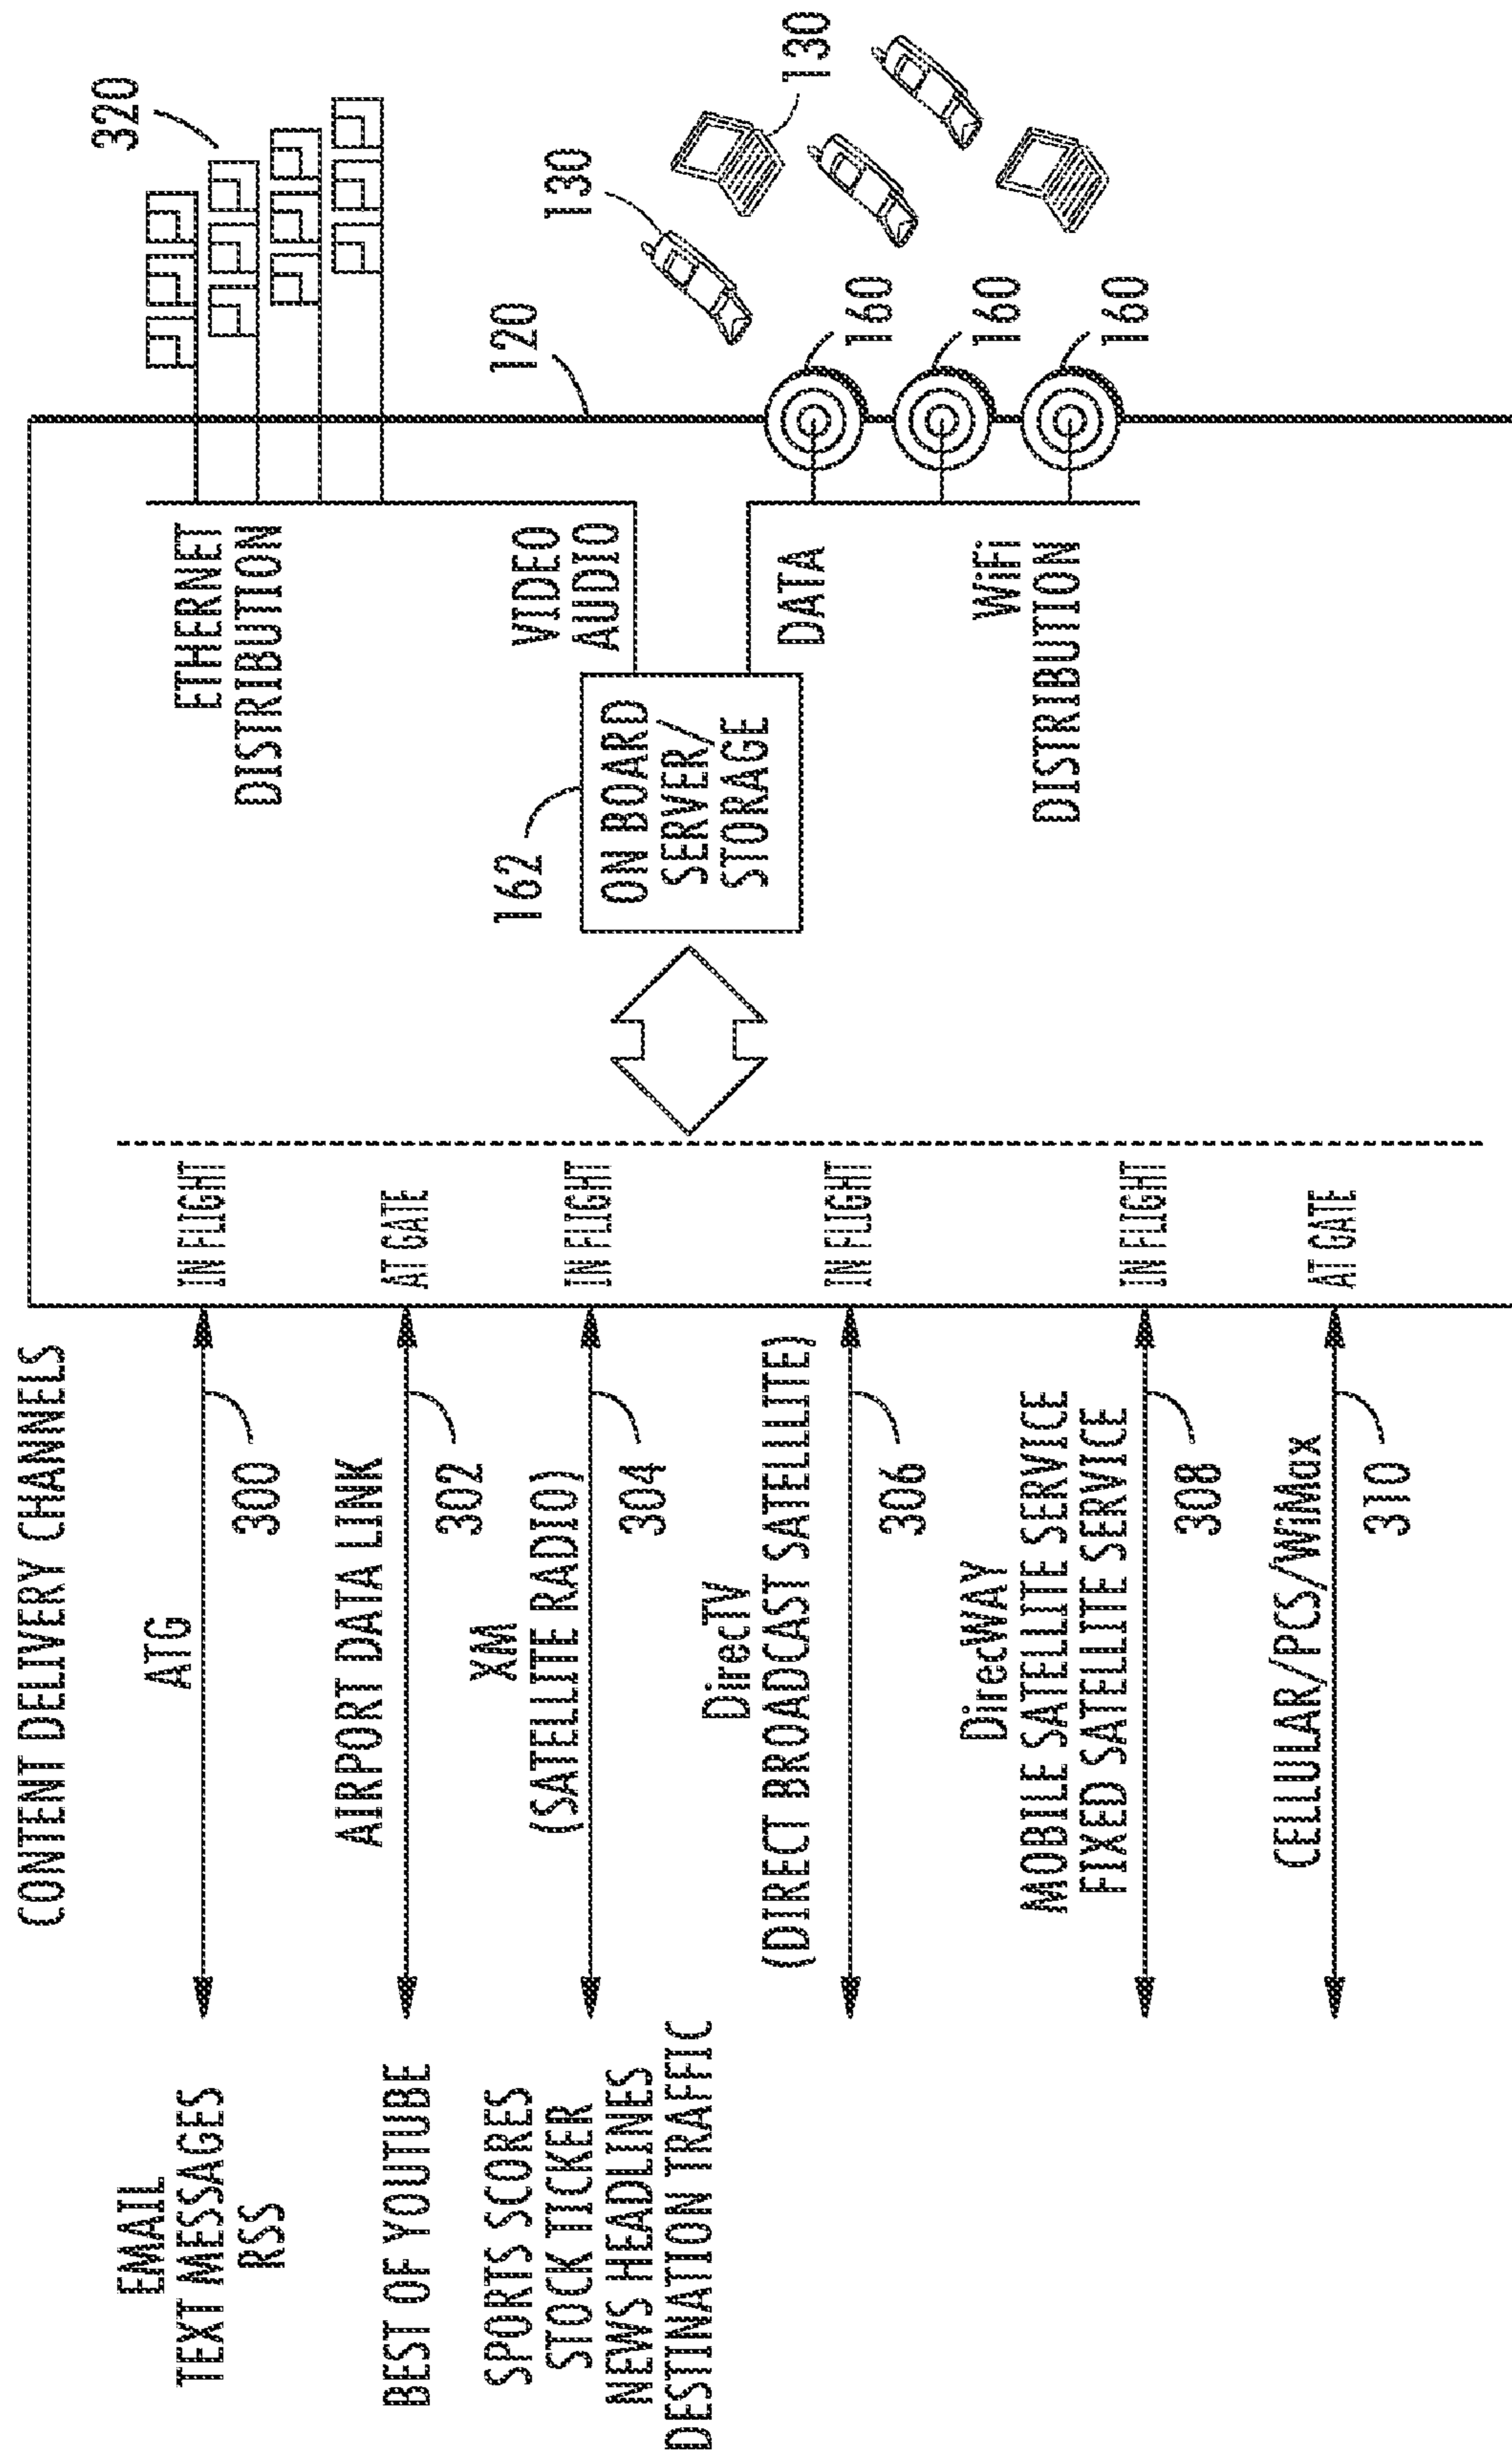 CONTENT DELIVERY CHANNELS
EMAIL
TEXT MESSAGES
RSS
ATG
300
IN FLIGHT
BEST OF YOUTUBE
AIRPORT DATA LINK
302
AT GATE
SPORTS SCORES
STOCK TICKER
NEWS HEADLINES
DESTINATION TRAFFIC
XM
(SATELLITE RADIO)
304
IN FLIGHT
DirecTV
(DIRECT BROADCAST SATELLITE)
306
IN FLIGHT
DirecWAY
MOBILE SATELLITE SERVICE
FIXED SATELLITE SERVICE
308
IN FLIGHT
CELLULAR/PCS/WiMax
310
AT GATE
162
ON BOARD
SERVER/
STORAGE
ETHERNET
DISTRIBUTION
VIDEO
AUDIO
DATA
WiFi
DISTRIBUTION
320
120
130
130
160
160
160